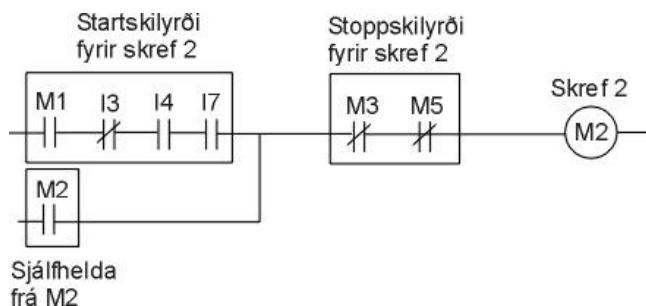 Startskilyrði
fyrir skref 2
Stoppskilyrði
fyrir skref 2
Skref 2
M1 I3 I4 I7
M3 M5
M2
M2
Sjálfhelda
frá M2